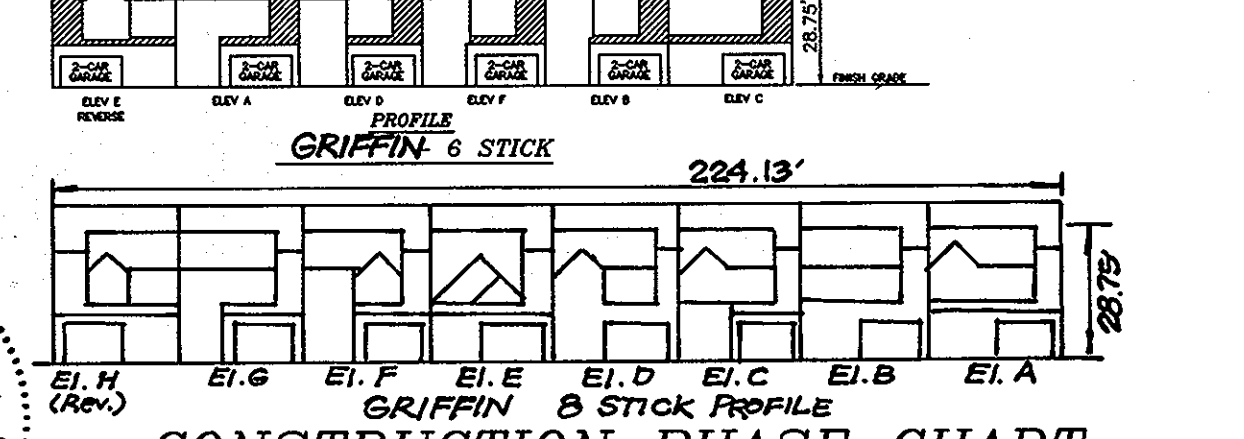 28.75'
2-CAR GARAGE 2-CAR GARAGE 2-CAR GARAGE 2-CAR GARAGE 2-CAR GARAGE 2-CAR GARAGE
FINISH GRADE
ELEV E REVERSE ELEV A ELEV D ELEV F ELEV B ELEV C
PROFILE
GRIFFIN- 6 STICK
224.13'
28.75'
El. H (Rev.) El. G El. F El. E El. D El. C El. B El. A
GRIFFIN 8 STICK PROFILE
CONSTRUCTION PHASE CHART